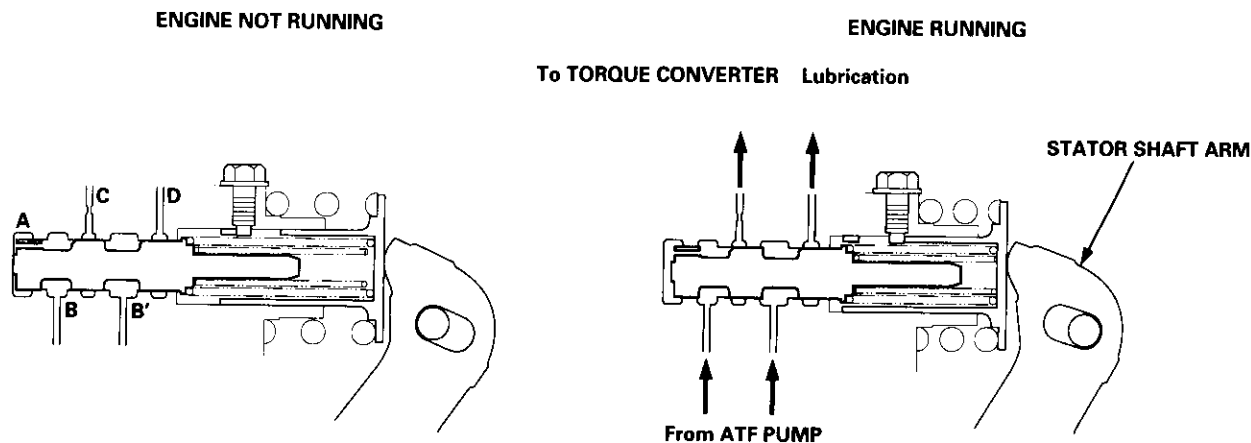 ENGINE NOT RUNNING
ENGINE RUNNING
To TORQUE CONVERTER Lubrication
STATOR SHAFT ARM
C
D
A
B
B'
From ATF PUMP